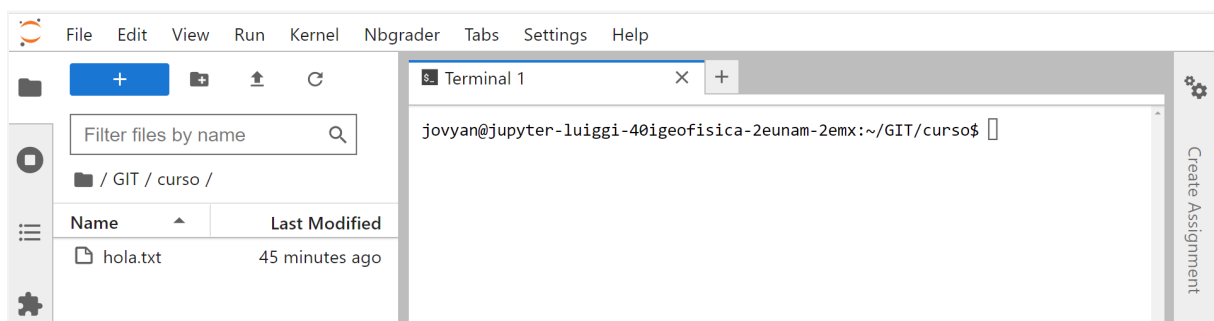 File Edit View Run Kernel Nbgrader Tabs Settings Help
+
Filter files by name
/ GIT / curso /
Name Last Modified
hola.txt 45 minutes ago
$_ Terminal 1 × +
jovyan@jupyter-luiggi-40igeofisica-2eunam-2emx:~/GIT/curso$
Create Assignment